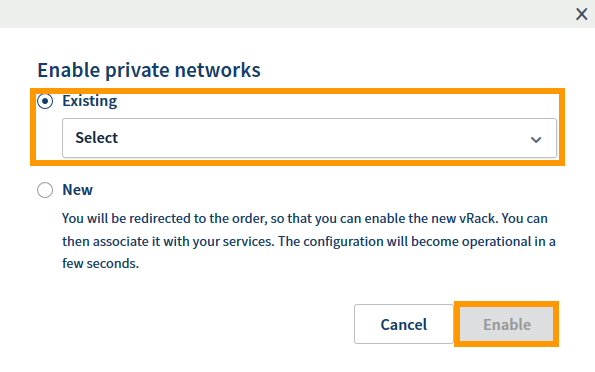 Enable private networks
Existing
Select
New
You will be redirected to the order, so that you can enable the new vRack. You can
then associate it with your services. The configuration will become operational in a
few seconds.
Cancel
Enable